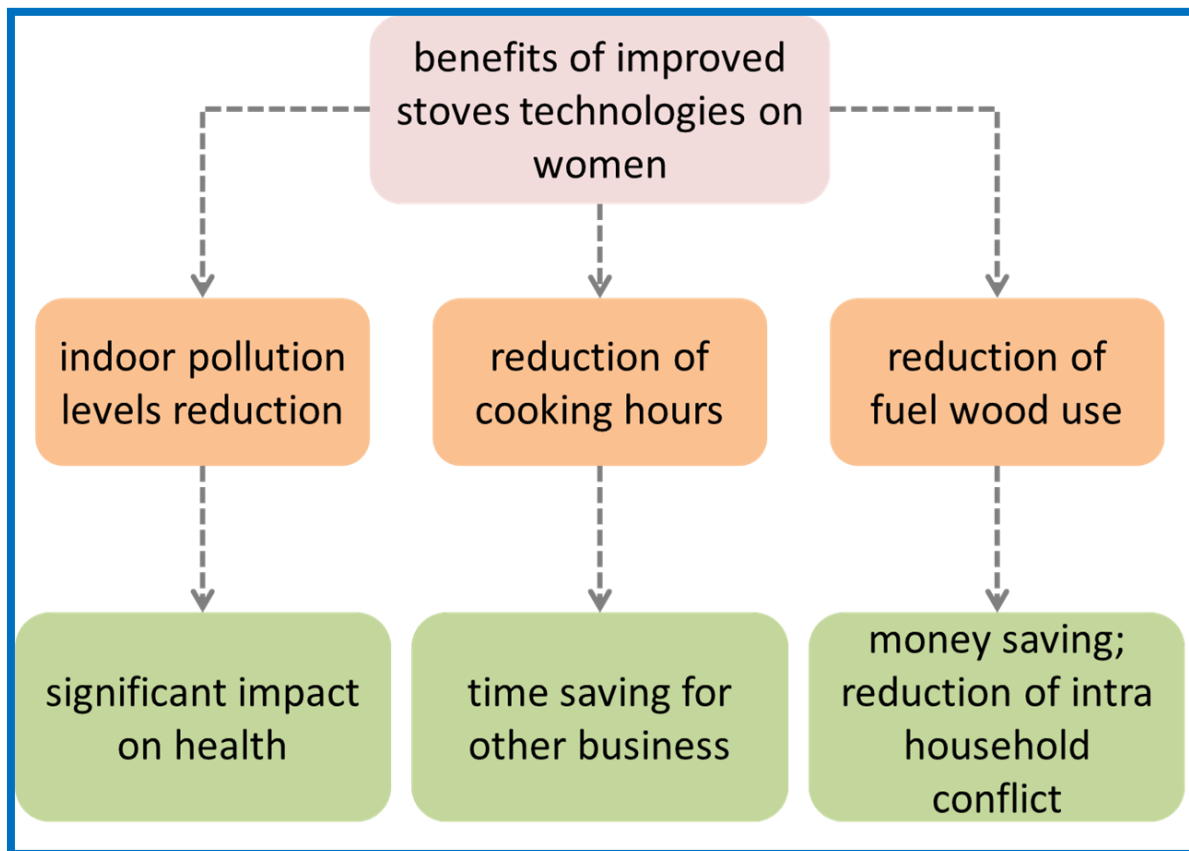 benefits of improved
stoves technologies on
women
indoor pollution
levels reduction
reduction of
cooking hours
reduction of
fuel wood use
significant impact
on health
time saving for
other business
money saving;
reduction of intra
household
conflict